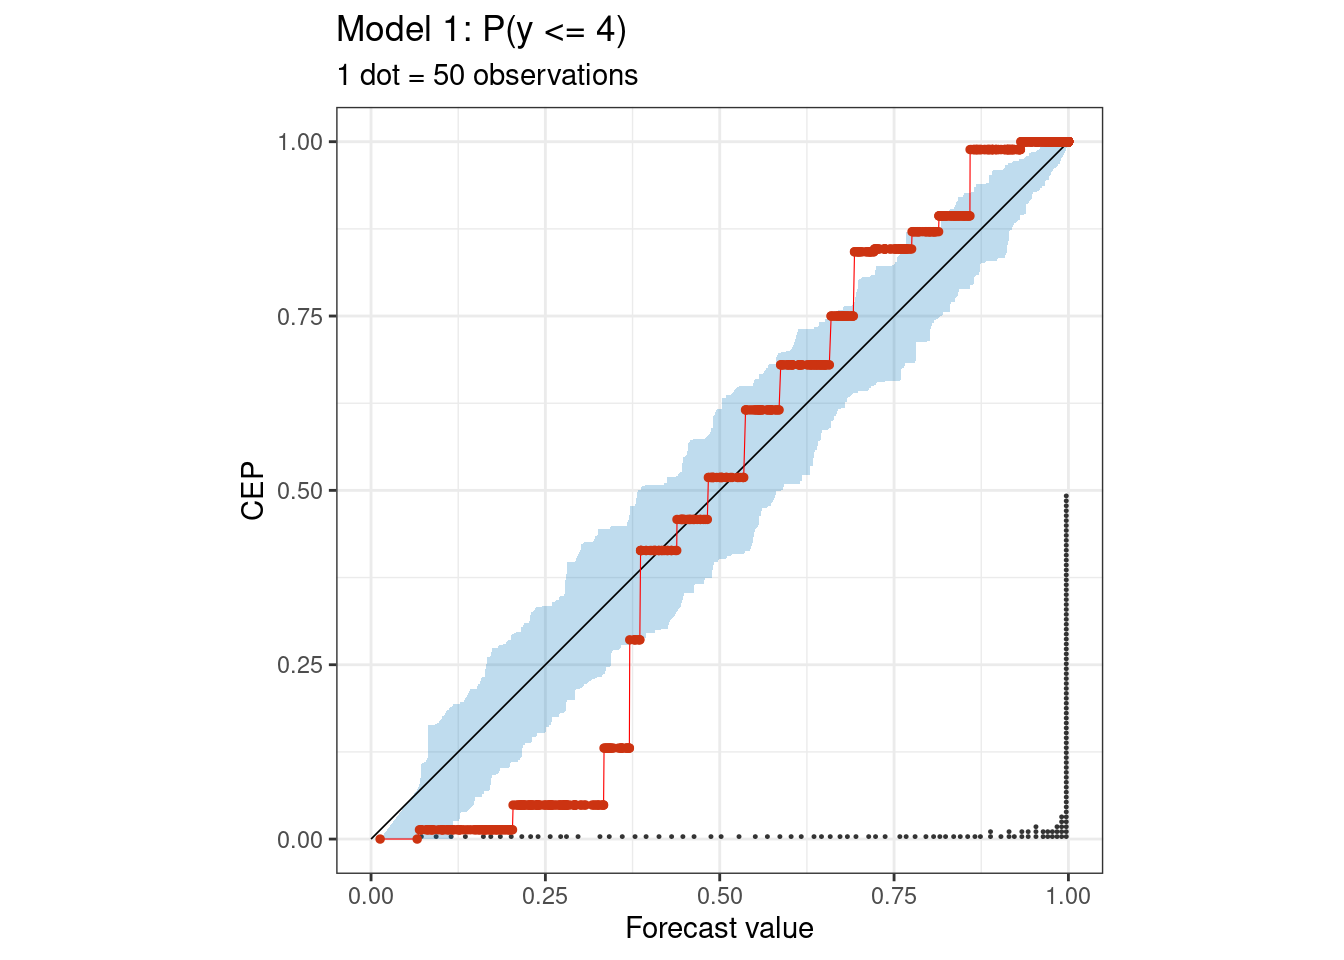 Model 1: P(y <= 4)
1 dot = 50 observations
1.00
0.75
0.50
0.25
0.00
CEP
0.00
0.25
0.50
0.75
1.00
Forecast value